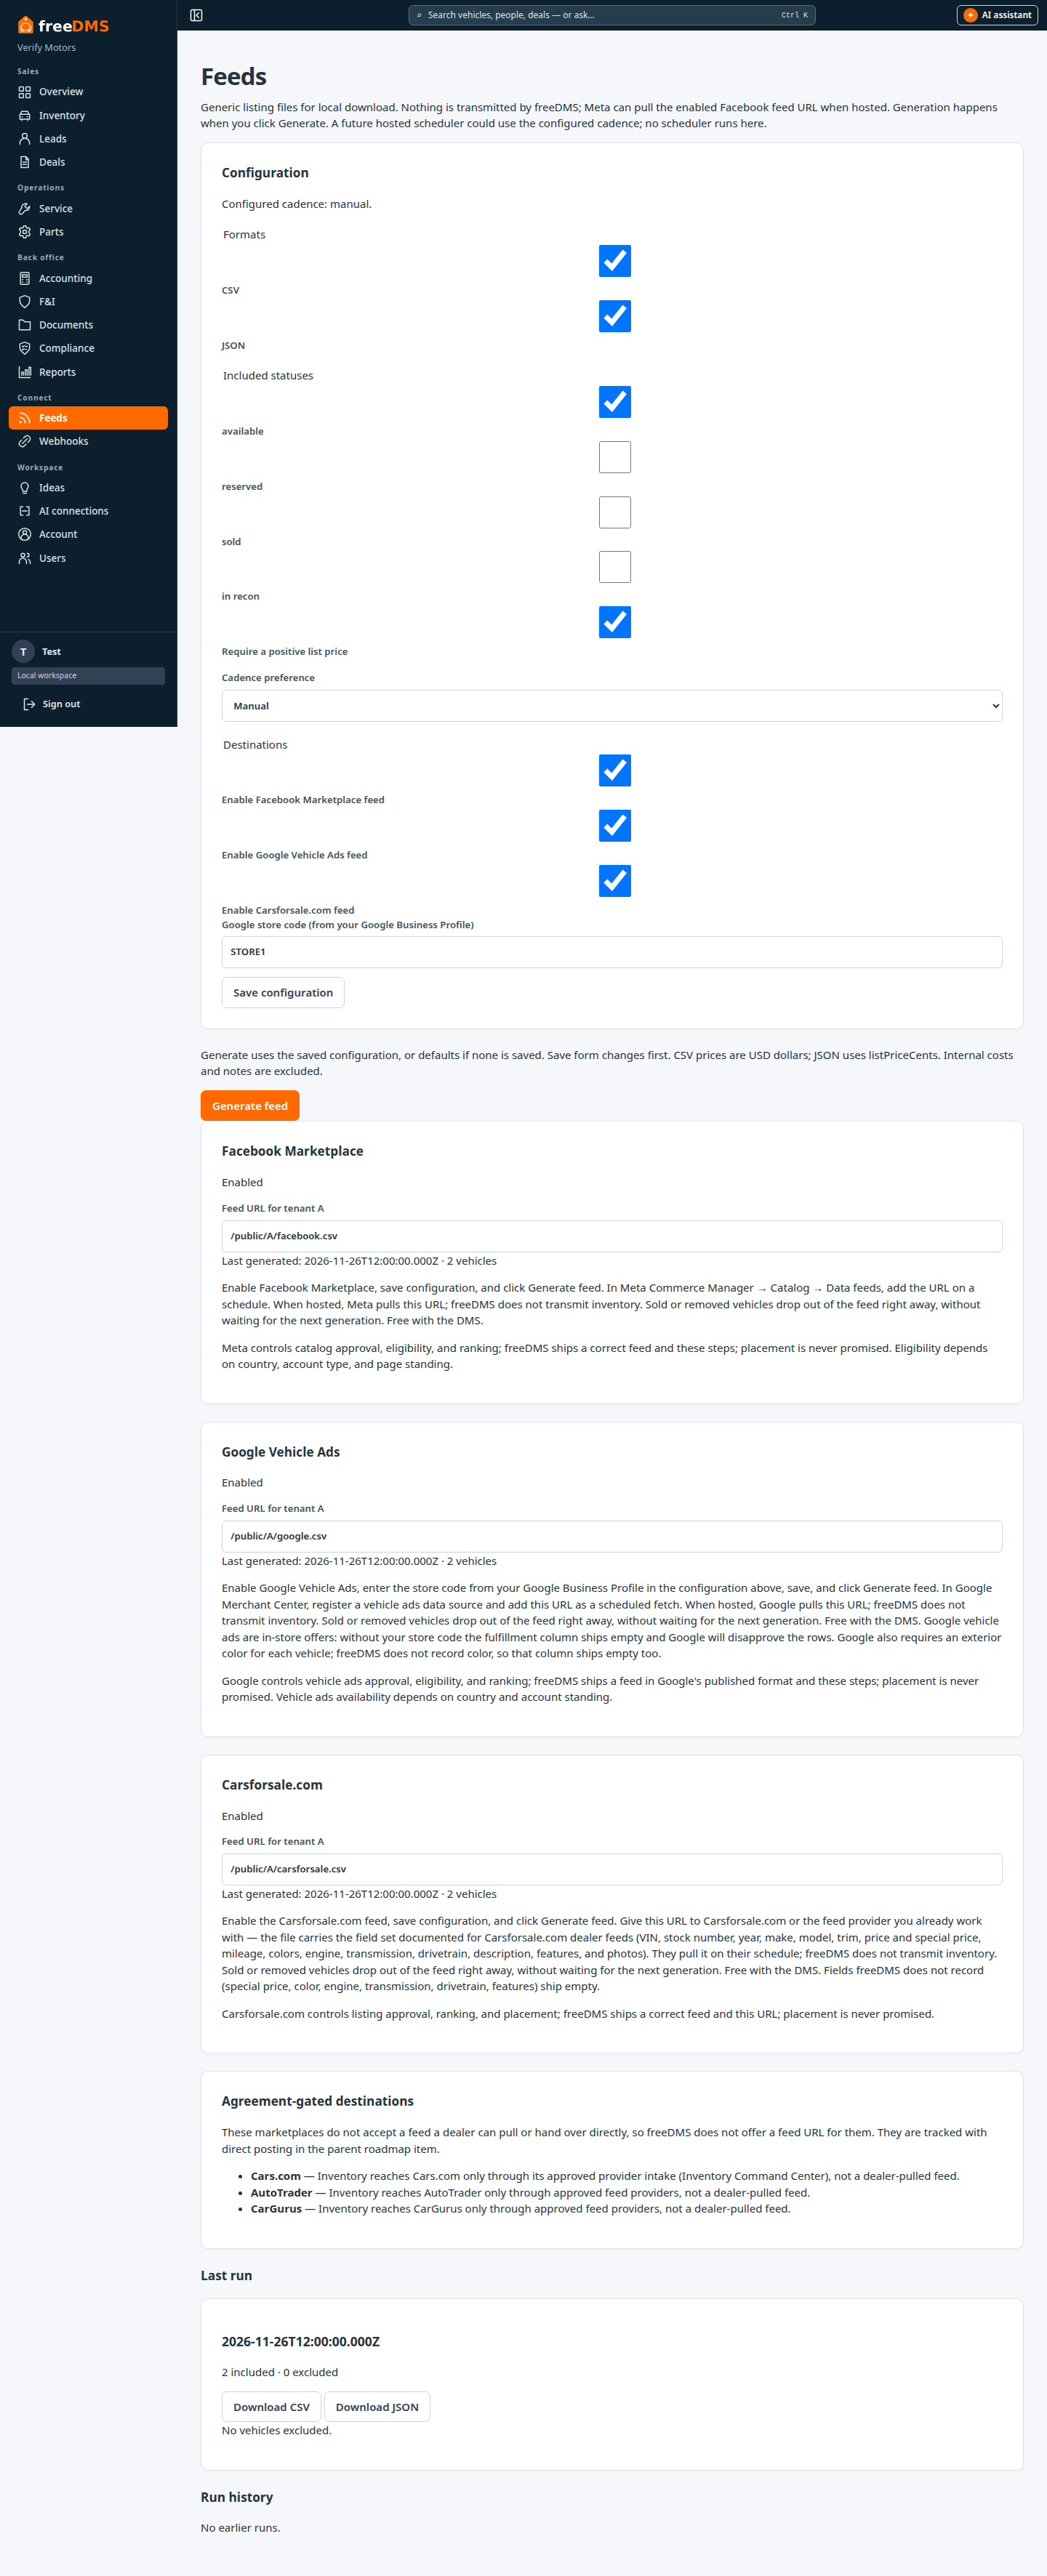 freeDMS
Verify Motors
Sales
Overview
Inventory
Leads
Deals
Operations
Service
Parts
Back office
Accounting
F&I
Documents
Compliance
Reports
Connect
Feeds
Webhooks
Workspace
Ideas
AI connections
Account
Users
T Test
Local workspace
Sign out
Search vehicles, people, deals — or ask... Ctrl K
AI assistant
Feeds
Generic listing files for local download. Nothing is transmitted by freeDMS; Meta can pull the enabled Facebook feed URL when hosted. Generation happens
when you click Generate. A future hosted scheduler could use the configured cadence; no scheduler runs here.
Configuration
Configured cadence: manual.
Formats
CSV
JSON
Included statuses
available
reserved
sold
in recon
Require a positive list price
Cadence preference
Manual
Destinations
Enable Facebook Marketplace feed
Enable Google Vehicle Ads feed
Enable Carsforsale.com feed
Google store code (from your Google Business Profile)
STORE1
Save configuration
Generate uses the saved configuration, or defaults if none is saved. Save form changes first. CSV prices are USD dollars; JSON uses listPriceCents. Internal costs
and notes are excluded.
Generate feed
Facebook Marketplace
Enabled
Feed URL for tenant A
/public/A/facebook.csv
Last generated: 2026-11-26T12:00:00.000Z · 2 vehicles
Enable Facebook Marketplace, save configuration, and click Generate feed. In Meta Commerce Manager → Catalog → Data feeds, add the URL on a
schedule. When hosted, Meta pulls this URL; freeDMS does not transmit inventory. Sold or removed vehicles drop out of the feed right away, without
waiting for the next generation. Free with the DMS.
Meta controls catalog approval, eligibility, and ranking; freeDMS ships a correct feed and these steps; placement is never promised. Eligibility depends
on country, account type, and page standing.
Google Vehicle Ads
Enabled
Feed URL for tenant A
/public/A/google.csv
Last generated: 2026-11-26T12:00:00.000Z · 2 vehicles
Enable Google Vehicle Ads, enter the store code from your Google Business Profile in the configuration above, save, and click Generate feed. In Google
Merchant Center, register a vehicle ads data source and add this URL as a scheduled fetch. When hosted, Google pulls this URL; freeDMS does not
transmit inventory. Sold or removed vehicles drop out of the feed right away, without waiting for the next generation. Free with the DMS. Google vehicle
ads are in-store offers: without your store code the fulfillment column ships empty and Google will disapprove the rows. Google also requires an exterior
color for each vehicle; freeDMS does not record color, so that column ships empty too.
Google controls vehicle ads approval, eligibility, and ranking; freeDMS ships a feed in Google's published format and these steps; placement is never
promised. Vehicle ads availability depends on country and account standing.
Carsforsale.com
Enabled
Feed URL for tenant A
/public/A/carsforsale.csv
Last generated: 2026-11-26T12:00:00.000Z · 2 vehicles
Enable the Carsforsale.com feed, save configuration, and click Generate feed. Give this URL to Carsforsale.com or the feed provider you already work
with — the file carries the field set documented for Carsforsale.com dealer feeds (VIN, stock number, year, make, model, trim, price and special price,
mileage, colors, engine, transmission, drivetrain, description, features, and photos). They pull it on their schedule; freeDMS does not transmit inventory.
Sold or removed vehicles drop out of the feed right away, without waiting for the next generation. Free with the DMS. Fields freeDMS does not record
(special price, color, engine, transmission, drivetrain, features) ship empty.
Carsforsale.com controls listing approval, ranking, and placement; freeDMS ships a correct feed and this URL; placement is never promised.
Agreement-gated destinations
These marketplaces do not accept a feed a dealer can pull or hand over directly, so freeDMS does not offer a feed URL for them. They are tracked with
direct posting in the parent roadmap item.
• Cars.com — Inventory reaches Cars.com only through its approved provider intake (Inventory Command Center), not a dealer-pulled feed.
• AutoTrader — Inventory reaches AutoTrader only through approved feed providers, not a dealer-pulled feed.
• CarGurus — Inventory reaches CarGurus only through approved feed providers, not a dealer-pulled feed.
Last run
2026-11-26T12:00:00.000Z
2 included · 0 excluded
Download CSV Download JSON
No vehicles excluded.
Run history
No earlier runs.